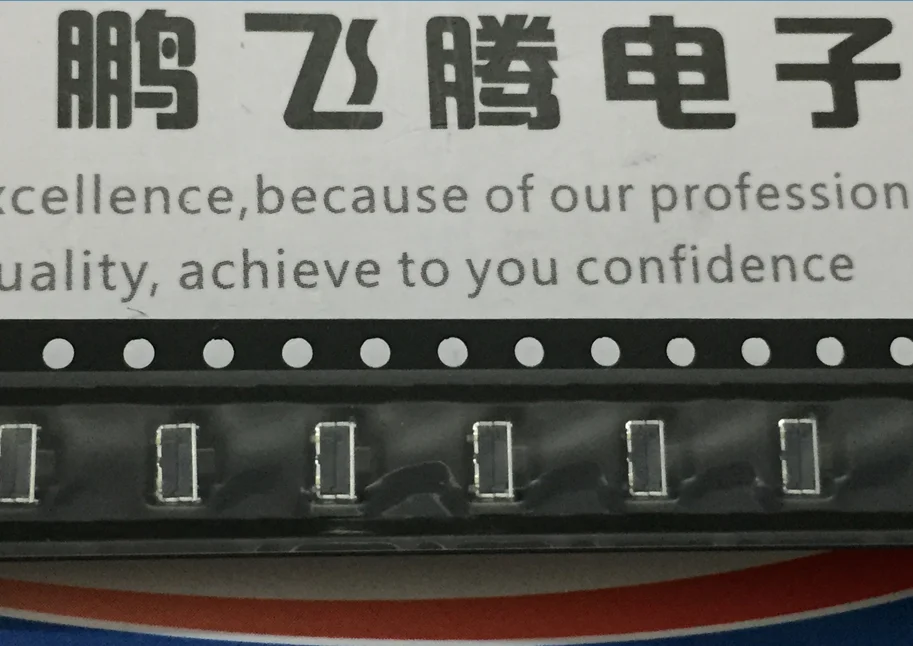 鹏飞腾电子
xcellence,because of our profession
uality, achieve to you confidence